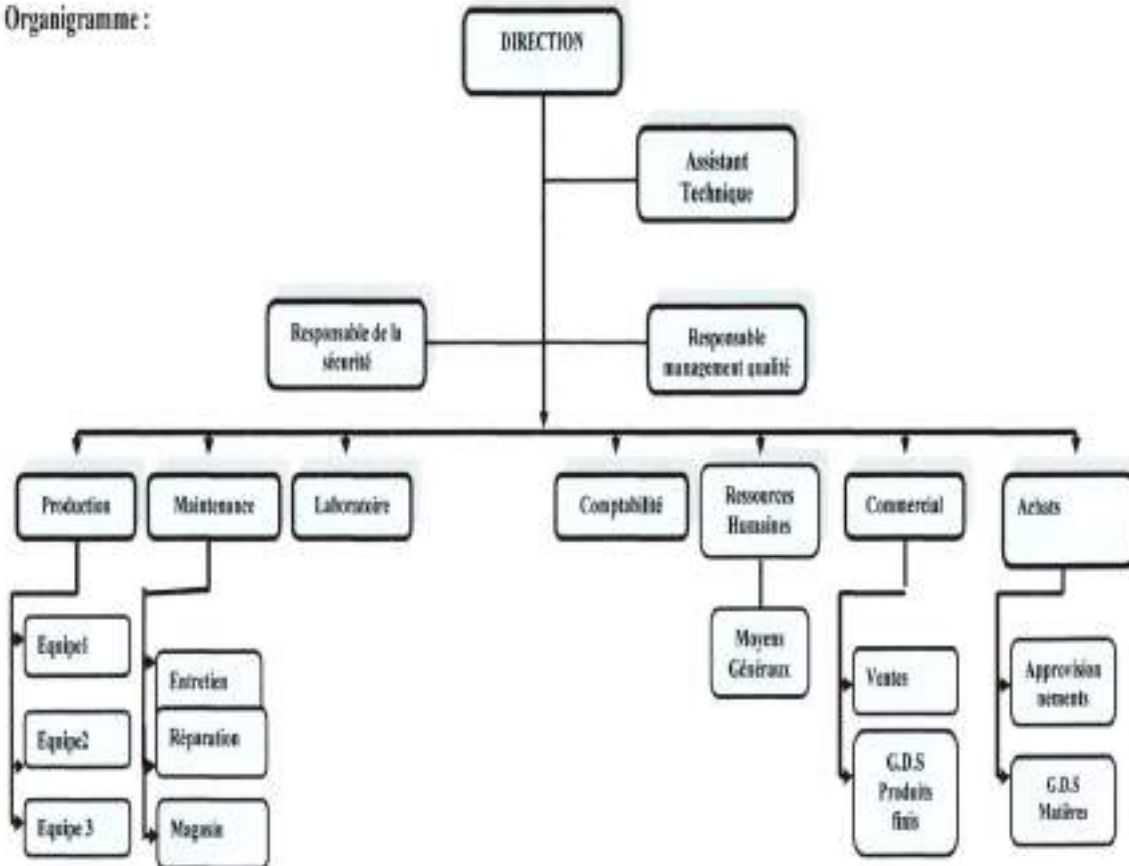 Organigramme :
DIRECTION
Assistant
Technique
Responsable de la
sécurité
Responsable
management qualité
Production
Maintenance
Laboratoire
Comptabilité
Ressources
Humaines
Commercial
Achats
Equipe1
Equipe2
Equipe 3
Entretien
Réparation
Magasin
Moyens
Généraux
Ventes
G.D.S
Produits
finis
Approvision
nements
G.D.S
Matières